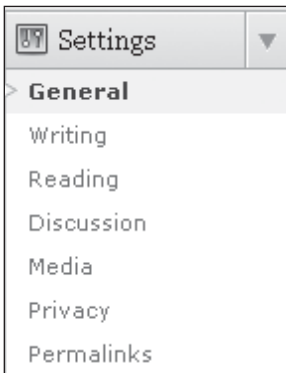 Settings
General
Writing
Reading
Discussion
Media
Privacy
Permalinks